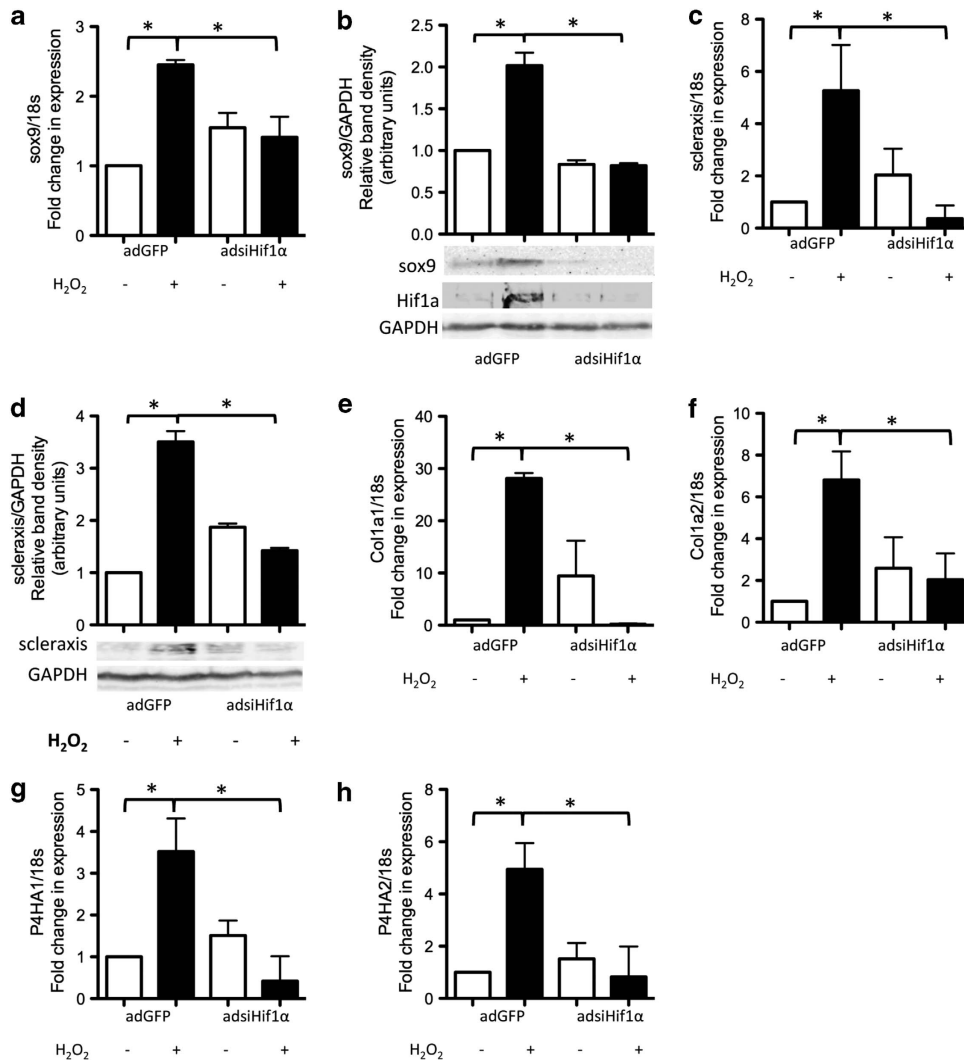 a
sox9/18s
Fold change in expression
3
2
1
0
* *
adGFP adsiHif1α
H₂O₂ - + - +
b
sox9/GAPDH
Relative band density
(arbitrary units)
2.5
2.0
1.5
1.0
0.5
0.0
* *
sox9
Hif1a
GAPDH
adGFP adsiHif1α
c
scleraxis/18s
Fold change in expression
8
6
4
2
0
* *
adGFP adsiHif1α
H₂O₂ - + - +
d
scleraxis/GAPDH
Relative band density
(arbitrary units)
4
3
2
1
0
* *
scleraxis
GAPDH
adGFP adsiHif1α
H₂O₂ - + - +
e
Col1a1/18s
Fold change in expression
40
30
20
10
0
* *
adGFP adsiHif1α
H₂O₂ - + - +
f
Col1a2/18s
Fold change in expression
10
8
6
4
2
0
* *
adGFP adsiHif1α
H₂O₂ - + - +
g
P4HA1/18s
Fold change in expression
5
4
3
2
1
0
* *
adGFP adsiHif1α
H₂O₂ - + - +
h
P4HA2/18s
Fold change in expression
8
6
4
2
0
* *
adGFP adsiHif1α
H₂O₂ - + - +